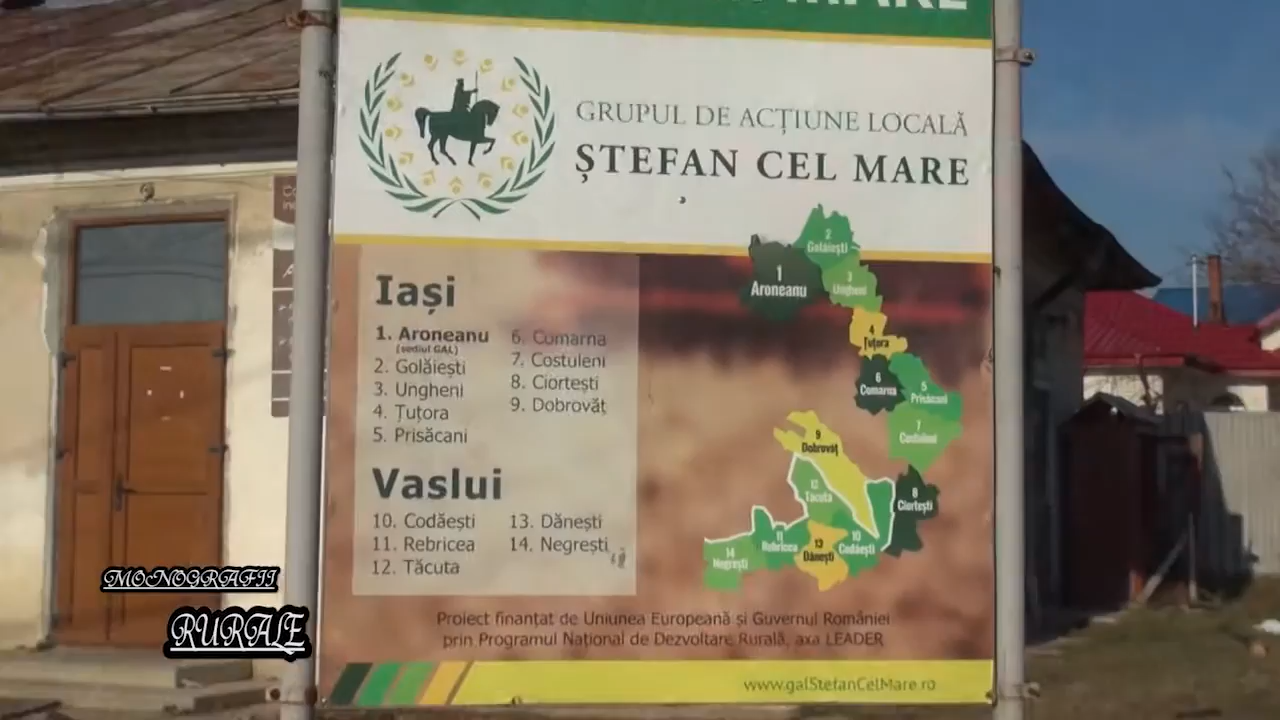 GRUPUL DE ACȚIUNE LOCALĂ
ȘTEFAN CEL MARE
Iași
1. Aroneanu
(sediul GAL)
2. Golăiești
3. Ungheni
4. Țuțora
5. Prisăcani
6. Comarna
7. Costuleni
8. Ciortești
9. Dobrovăț
Vaslui
10. Codăești
11. Rebricea
12. Tăcuta
13. Dănești
14. Negrești
1
Aroneanu
2
Golăiești
3
Ungheni
4
Țuțora
6
Comarna
5
Prisăcani
7
Costuleni
9
Dobrovăț
8
Ciortești
12
Tăcuta
11
Rebricea
13
Dănești
10
Codăești
14
Negrești
Proiect finanțat de Uniunea Europeană și Guvernul României
prin Programul Național de Dezvoltare Rurală, axa LEADER
www.galStefanCelMare.ro
MONOGRAFII
RURALE